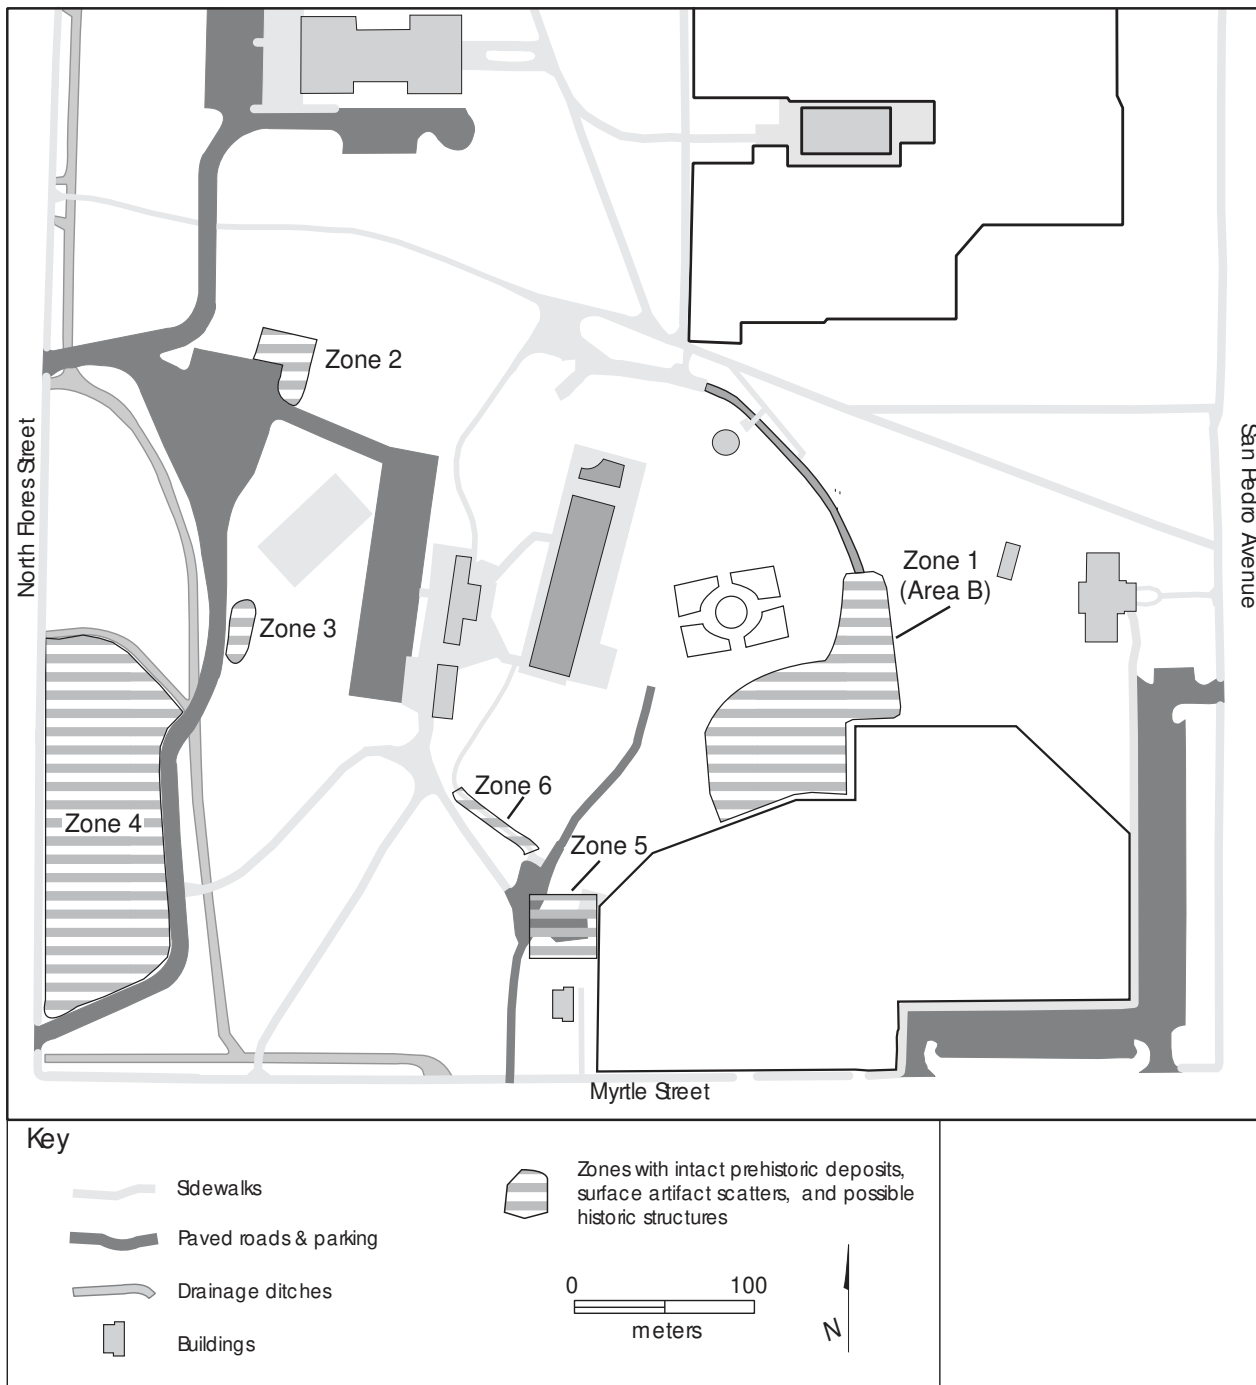 Zone 2
North Flores Street
San Pedro Avenue
Zone 1
(Area B)
Zone 3
Zone 6
Zone 4
Zone 5
Myrtle Street
Key
Sidewalks
Paved roads & parking
Drainage ditches
Buildings
Zones with intact prehistoric deposits,
surface artifact scatters, and possible
historic structures
0 100
meters
N